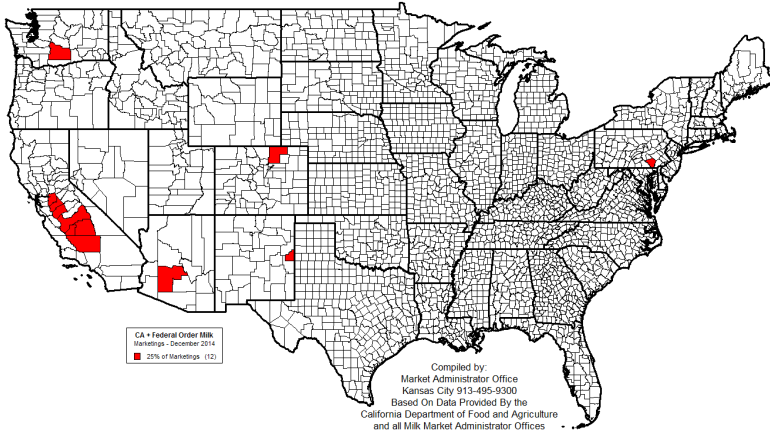 CA + Federal Order Milk
Marketings - December 2014
25% of Marketings (12)
Compiled by:
Market Administrator Office
Kansas City 913-495-9300
Based On Data Provided By the
California Department of Food and Agriculture
and all Milk Market Administrator Offices